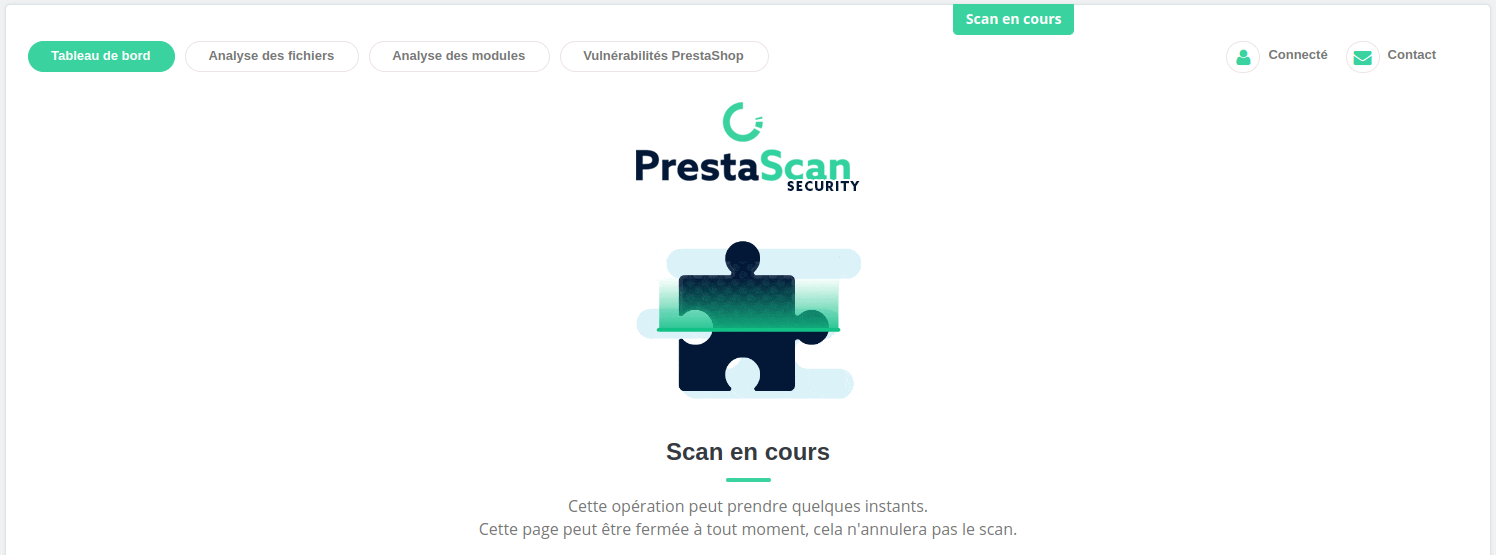 Scan en cours
Tableau de bord
Analyse des fichiers
Analyse des modules
Vulnérabilités PrestaShop
Connecté
Contact
PrestaScan
SECURITY
Scan en cours
Cette opération peut prendre quelques instants.
Cette page peut être fermée à tout moment, cela n'annulera pas le scan.